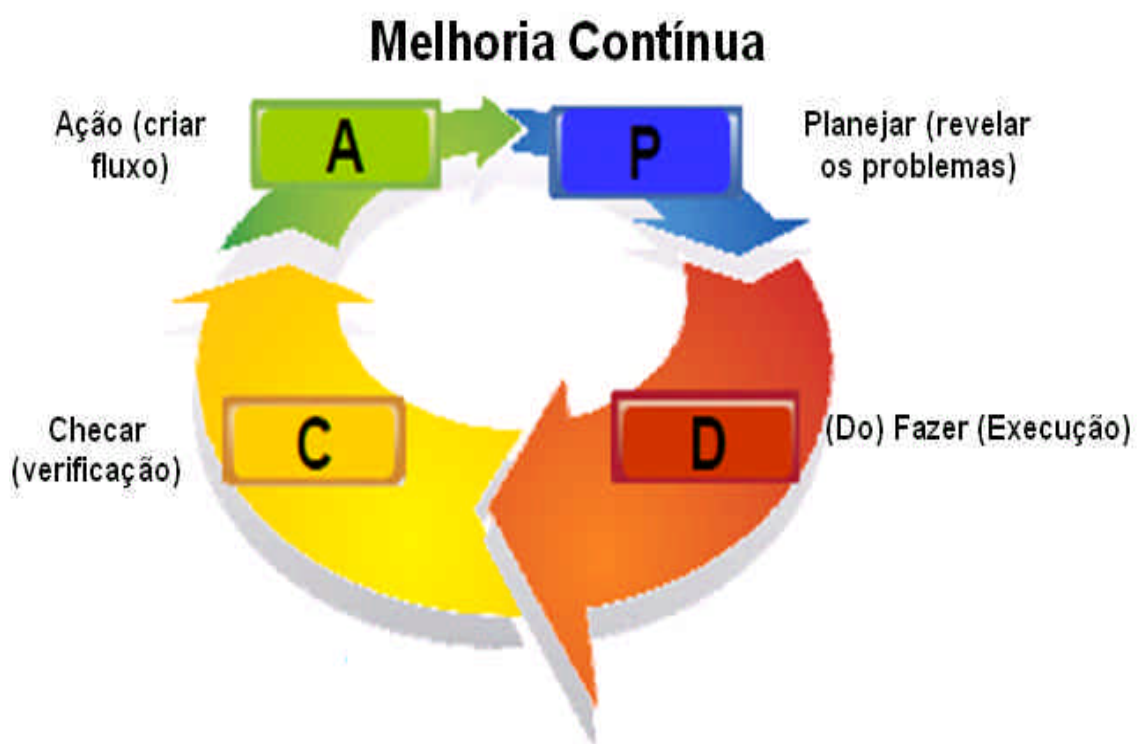 Melhoria Contínua
Ação (criar
fluxo)
A
P
Planejar (revelar
os problemas)
Checar
(verificação)
C
D
(Do) Fazer (Execução)